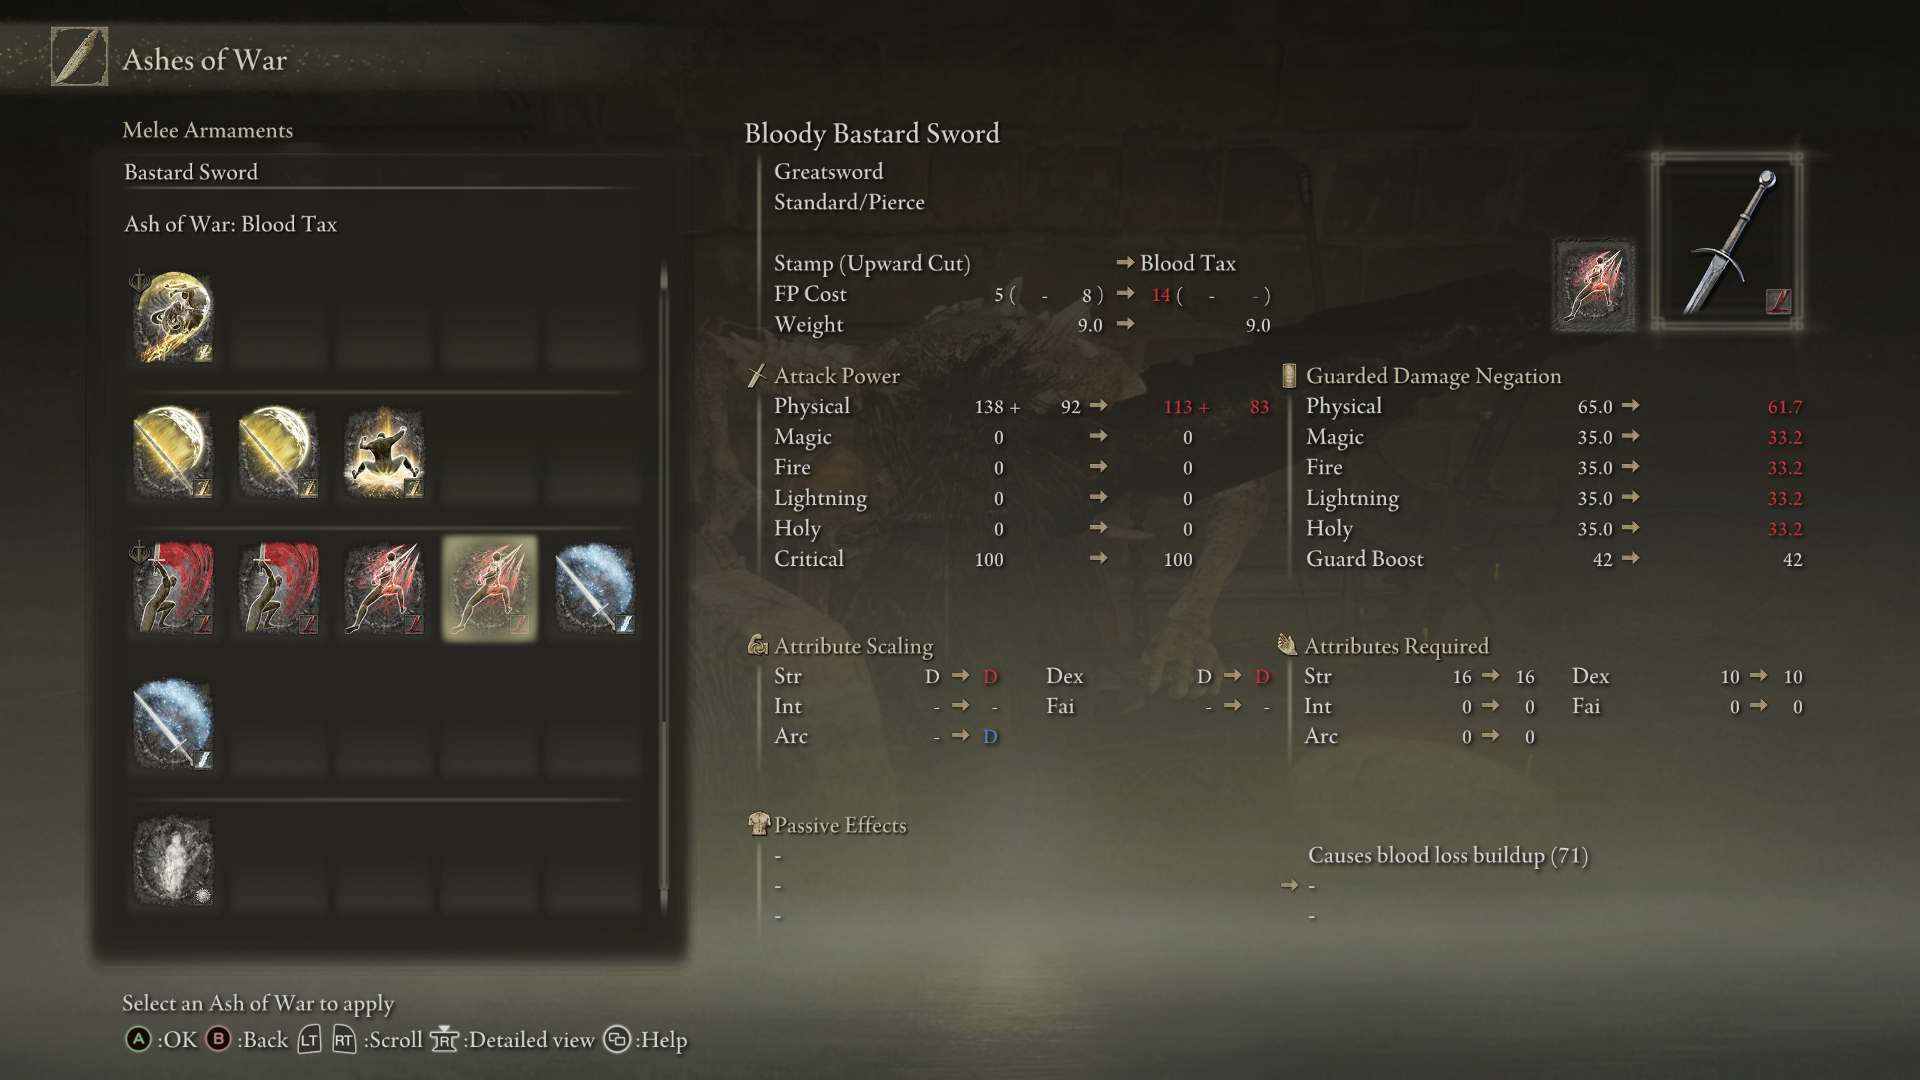 Ashes of War
Melee Armaments
Bastard Sword
Ash of War: Blood Tax
Bloody Bastard Sword
Greatsword
Standard/Pierce
Stamp (Upward Cut) → Blood Tax
FP Cost 5 ( - 8 ) → 14 ( - - )
Weight 9.0 → 9.0
Attack Power
Physical 138 + 92 → 113 + 83
Magic 0 → 0
Fire 0 → 0
Lightning 0 → 0
Holy 0 → 0
Critical 100 → 100
Guarded Damage Negation
Physical 65.0 → 61.7
Magic 35.0 → 33.2
Fire 35.0 → 33.2
Lightning 35.0 → 33.2
Holy 35.0 → 33.2
Guard Boost 42 → 42
Attribute Scaling
Str D → D Dex D → D
Int - → - Fai - → -
Arc - → D
Attributes Required
Str 16 → 16 Dex 10 → 10
Int 0 → 0 Fai 0 → 0
Arc 0 → 0
Passive Effects
- Causes blood loss buildup (71)
- → -
- -
Select an Ash of War to apply
A :OK B :Back LT RT :Scroll R :Detailed view :Help